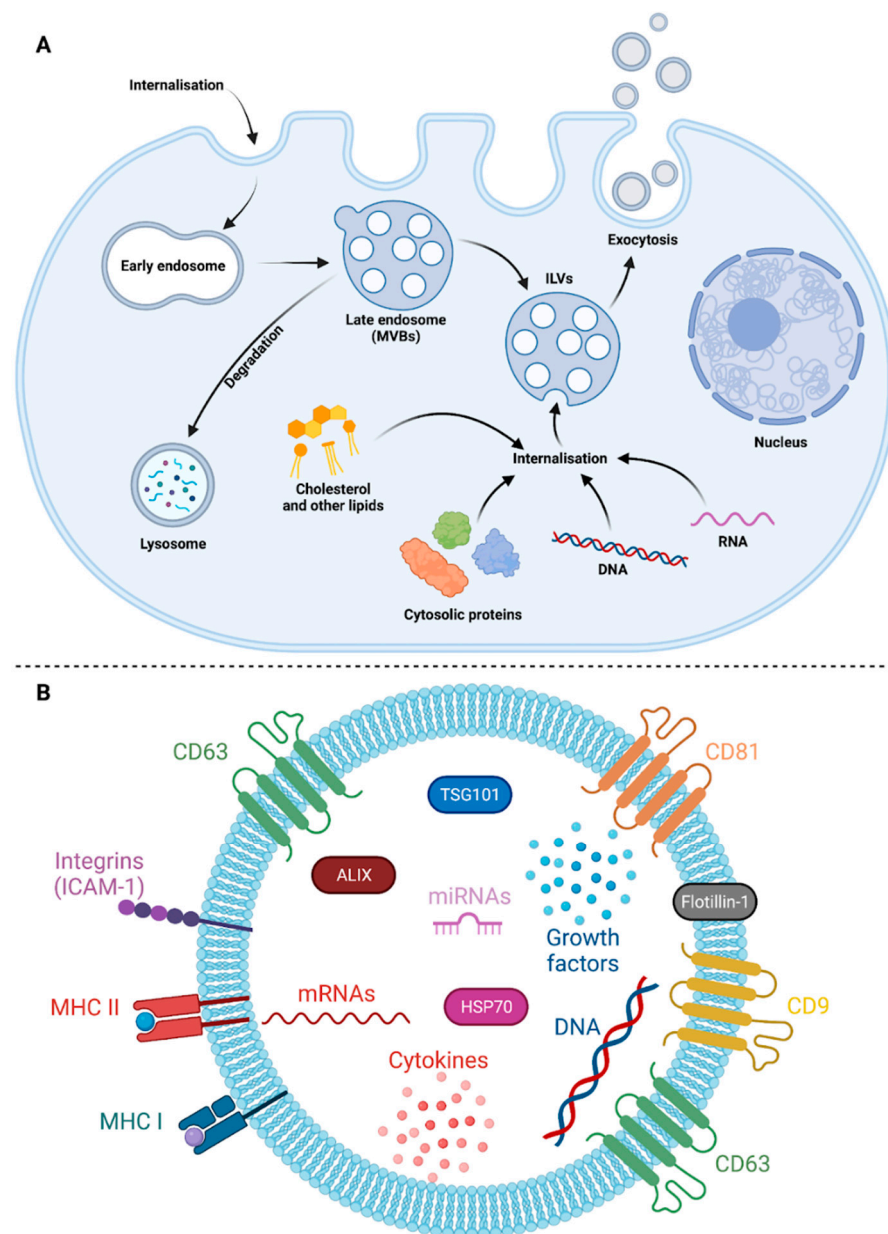 A
Internalisation
Early endosome
Late endosome
(MVBs)
ILVs
Exocytosis
Degradation
Nucleus
Lysosome
Cholesterol
and other lipids
Internalisation
Cytosolic proteins
DNA
RNA
B
CD63
CD81
TSG101
Integrins
(ICAM-1)
ALIX
miRNAs
Flotillin-1
Growth
factors
MHC II
mRNAs
HSP70
DNA
CD9
Cytokines
MHC I
CD63